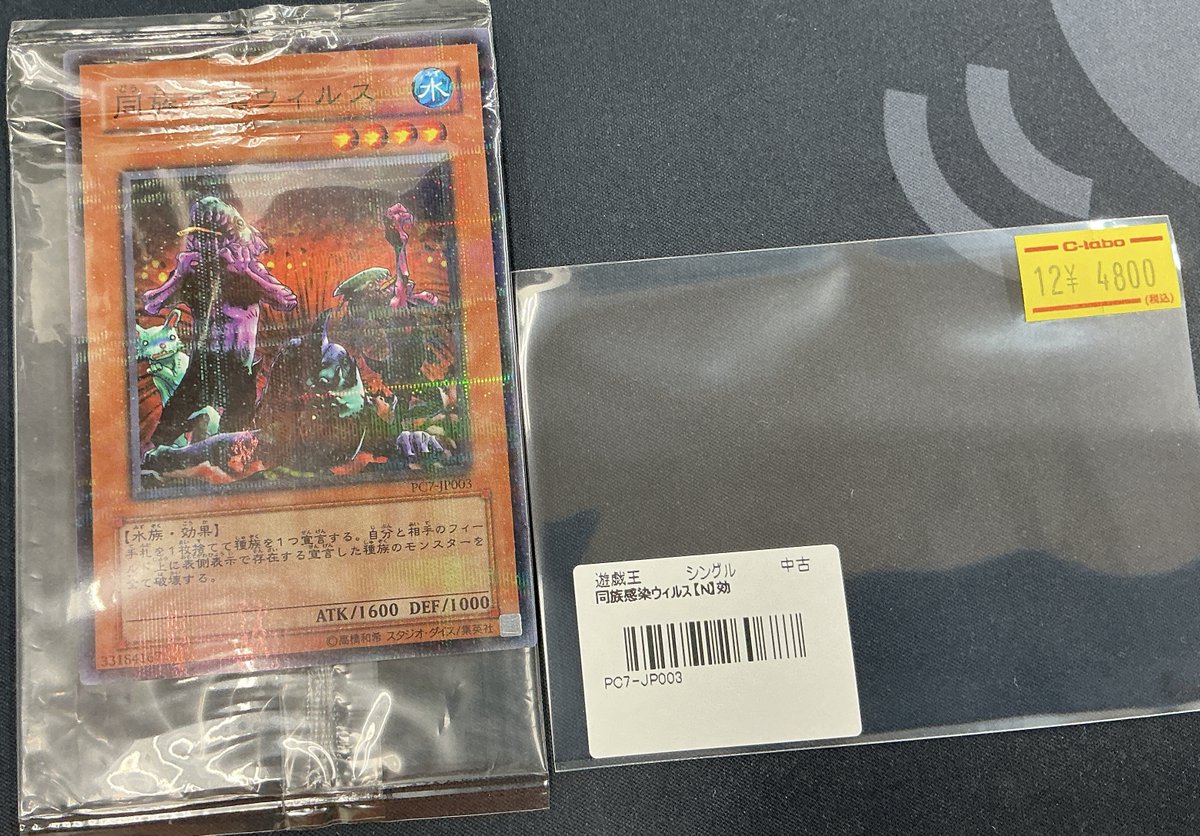 同族感染ウィルス
水
PC7-JP003
【水族・効果】
手札を1枚捨てて種族を1つ宣言する。自分と相手のフィー
ルド上に表側表示で存在する宣言した種族のモンスターを
全て破壊する。
ATK/1600 DEF/1000
33184167
©高橋和希 スタジオ・ダイス/集英社
C-labo
12¥ 4800
(税込)
遊戯王 シングル 中古
同族感染ウィルス【N】効
PC7-JP003